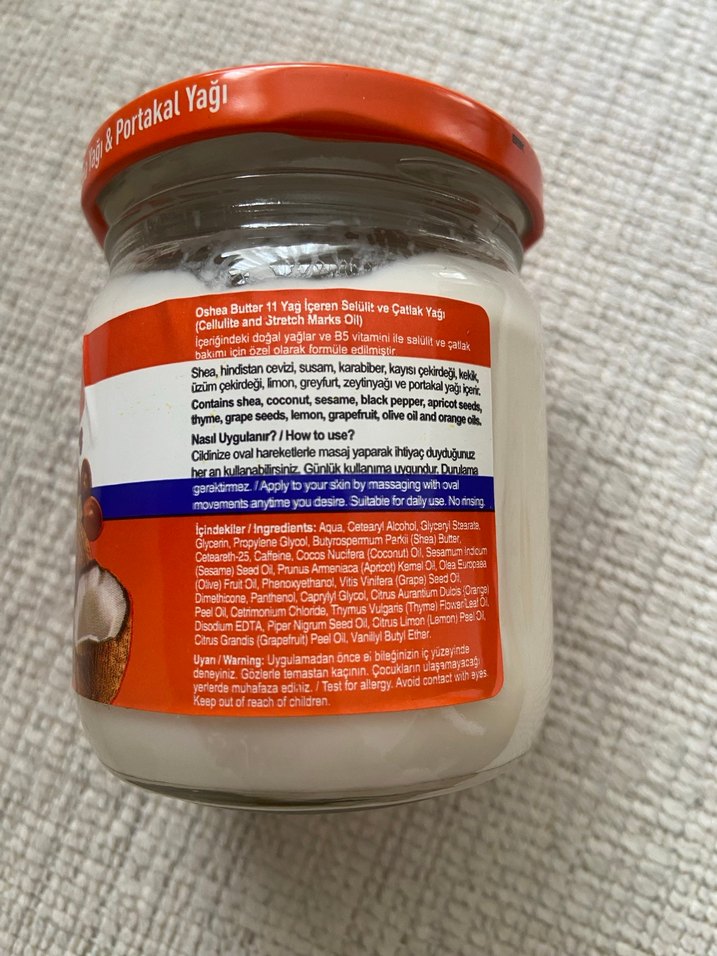 Yağı & Portakal Yağı
Oshea Butter 11 Yağ İçeren Selülit ve Çatlak Yağı
(Cellulite and Stretch Marks Oil)
İçeriğindeki doğal yağlar ve B5 vitamini ile selülit ve çatlak
bakımı için özel olarak formüle edilmiştir.
Shea, hindistan cevizi, susam, karabiber, kayısı çekirdeği, kekik,
üzüm çekirdeği, limon, greyfurt, zeytinyağı ve portakal yağı içerir.
Contains shea, coconut, sesame, black pepper, apricot seeds,
thyme, grape seeds, lemon, grapefruit, olive oil and orange oils.
Nasıl Uygulanır? / How to use?
Cildinize oval hareketlerle masaj yaparak ihtiyaç duyduğunuz
her an kullanabilirsiniz. Günlük kullanıma uygundur. Durulama
gerektirmez. / Apply to your skin by massaging with oval
movements anytime you desire. Suitable for daily use. No rinsing.
İçindekiler / Ingredients: Aqua, Cetearyl Alcohol, Glyceryl Stearate,
Glycerin, Propylene Glycol, Butyrospermum Parkii (Shea) Butter,
Ceteareth-25, Caffeine, Cocos Nucifera (Coconut) Oil, Sesamum Indicum
(Sesame) Seed Oil, Prunus Armeniaca (Apricot) Kernel Oil, Olea Europaea
(Olive) Fruit Oil, Phenoxyethanol, Vitis Vinifera (Grape) Seed Oil,
Dimethicone, Panthenol, Caprylyl Glycol, Citrus Aurantium Dulcis (Orange)
Peel Oil, Cetrimonium Chloride, Thymus Vulgaris (Thyme) Flower/Leaf Oil,
Disodium EDTA, Piper Nigrum Seed Oil, Citrus Limon (Lemon) Peel Oil,
Citrus Grandis (Grapefruit) Peel Oil, Vanillyl Butyl Ether.
Uyarı / Warning: Uygulamadan önce el bileğinizin iç yüzeyinde
deneyiniz. Gözlerle temastan kaçının. Çocukların ulaşamayacağı
yerlerde muhafaza ediniz. / Test for allergy. Avoid contact with eyes.
Keep out of reach of children.